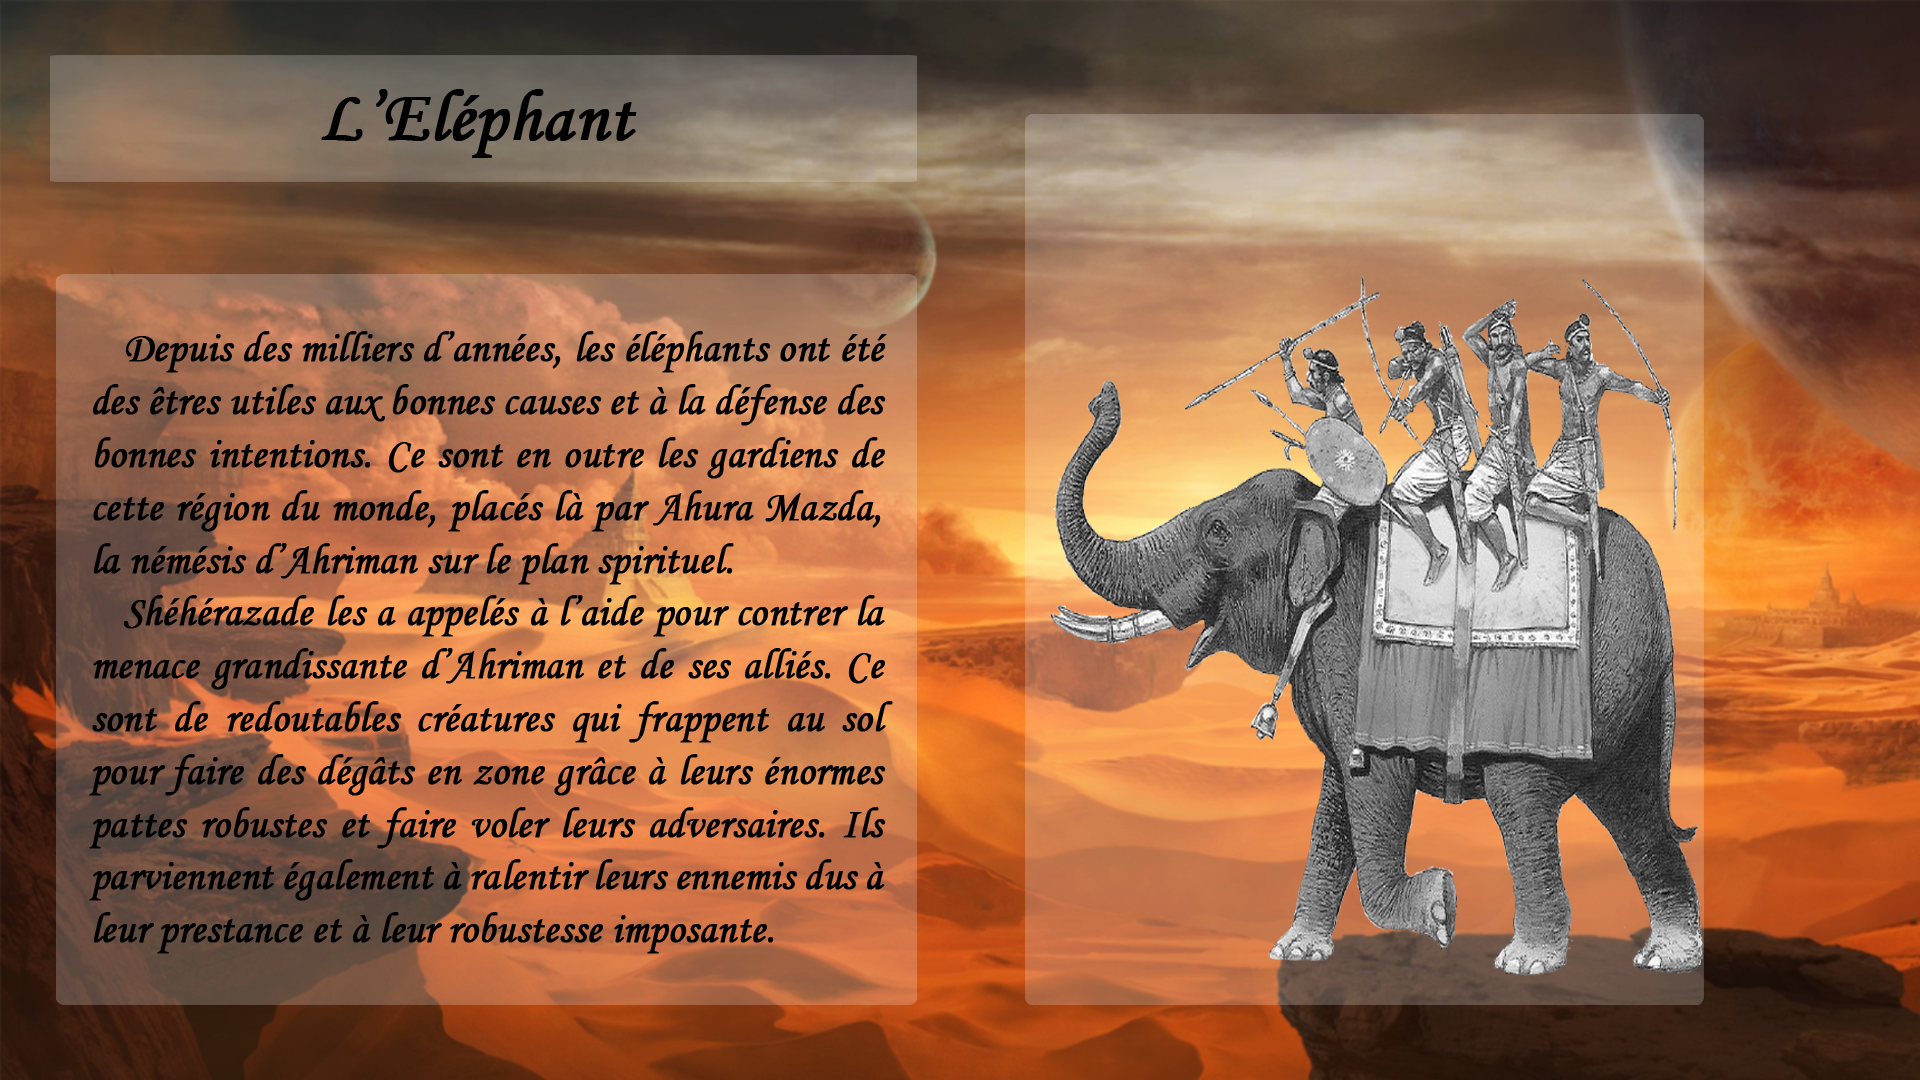 L'Eléphant
Depuis des milliers d'années, les éléphants ont été
des êtres utiles aux bonnes causes et à la défense des
bonnes intentions. Ce sont en outre les gardiens de
cette région du monde, placés là par Ahura Mazda,
la némésis d'Ahriman sur le plan spirituel.
Shéhérazade les a appelés à l'aide pour contrer la
menace grandissante d'Ahriman et de ses alliés. Ce
sont de redoutables créatures qui frappent au sol
pour faire des dégâts en zone grâce à leurs énormes
pattes robustes et faire voler leurs adversaires. Ils
parviennent également à ralentir leurs ennemis dus à
leur prestance et à leur robustesse imposante.